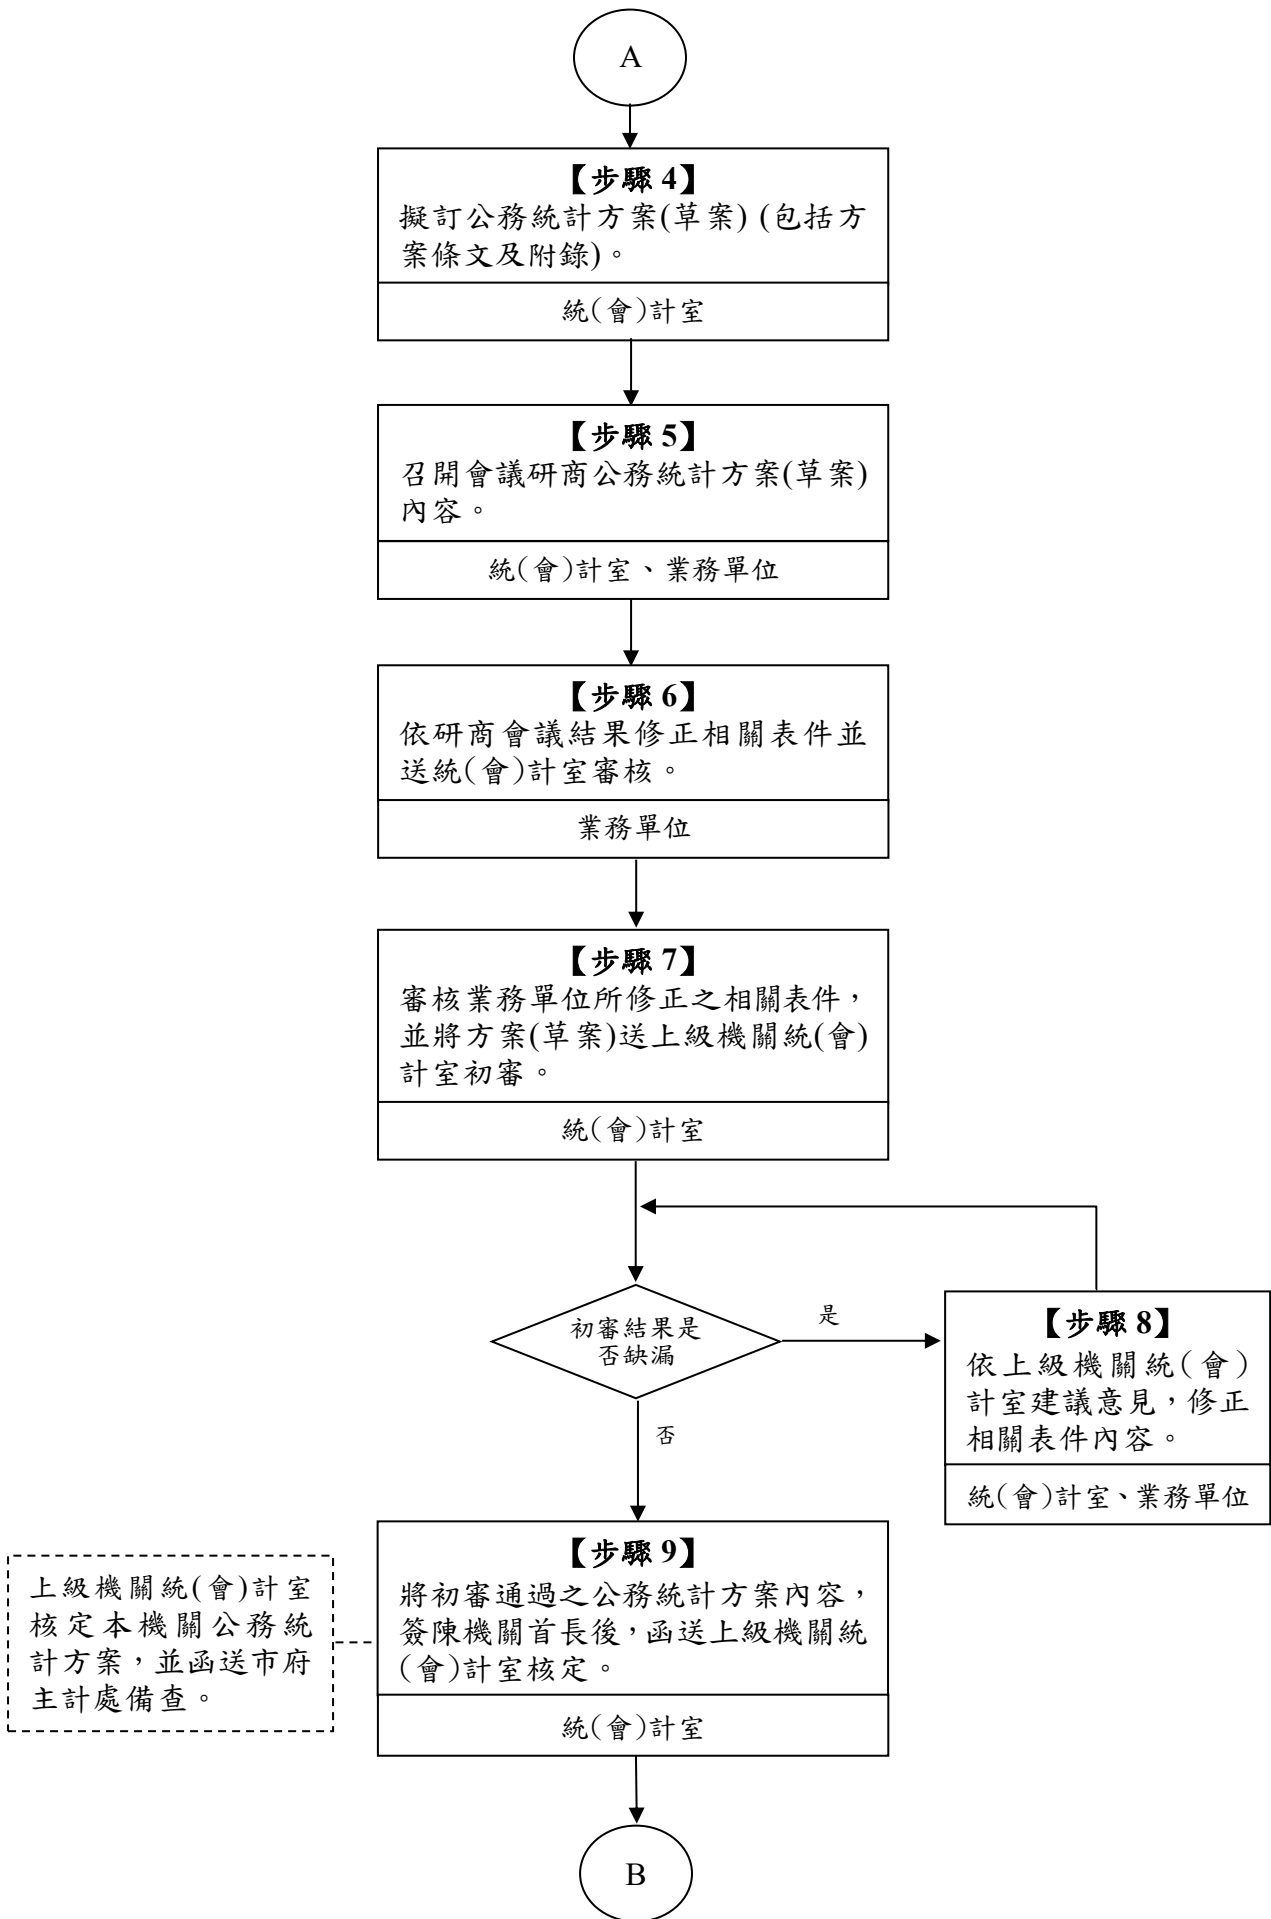 A
【步驟 4】
擬訂公務統計方案(草案) (包括方
案條文及附錄)。
統(會)計室
【步驟 5】
召開會議研商公務統計方案(草案)
內容。
統(會)計室、業務單位
【步驟 6】
依研商會議結果修正相關表件並
送統(會)計室審核。
業務單位
【步驟 7】
審核業務單位所修正之相關表件，
並將方案(草案)送上級機關統(會)
計室初審。
統(會)計室
初審結果是
否缺漏
是
否
【步驟 8】
依上級機關統(會)
計室建議意見，修正
相關表件內容。
統(會)計室、業務單位
【步驟 9】
將初審通過之公務統計方案內容，
簽陳機關首長後，函送上級機關統
(會)計室核定。
統(會)計室
上級機關統(會)計室
核定本機關公務統
計方案，並函送市府
主計處備查。
B